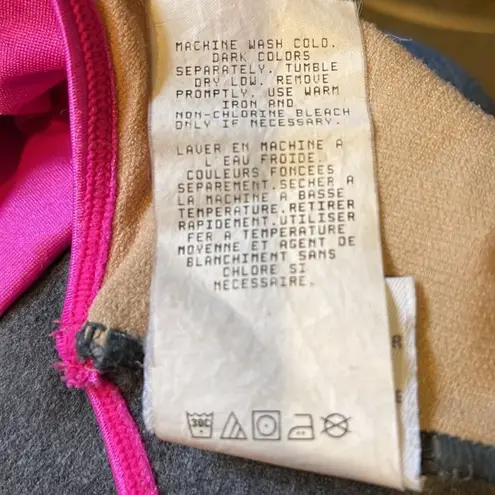 MACHINE WASH COLD.
DARK COLORS
SEPARATELY. TUMBLE
DRY LOW. REMOVE
PROMPTLY. USE WARM
IRON AND
NON-CHLORINE BLEACH
ONLY IF NECESSARY.
LAVER EN MACHINE A
L'EAU FROIDE.
COULEURS FONCEES
SEPAREMENT.SECHER A
LA MACHINE A BASSE
TEMPERATURE.RETIRER
RAPIDEMENT.UTILISER
FER A TEMPERATURE
MOYENNE ET AGENT DE
BLANCHIMENT SANS
CHLORE SI
NECESSAIRE.
30C
R
E